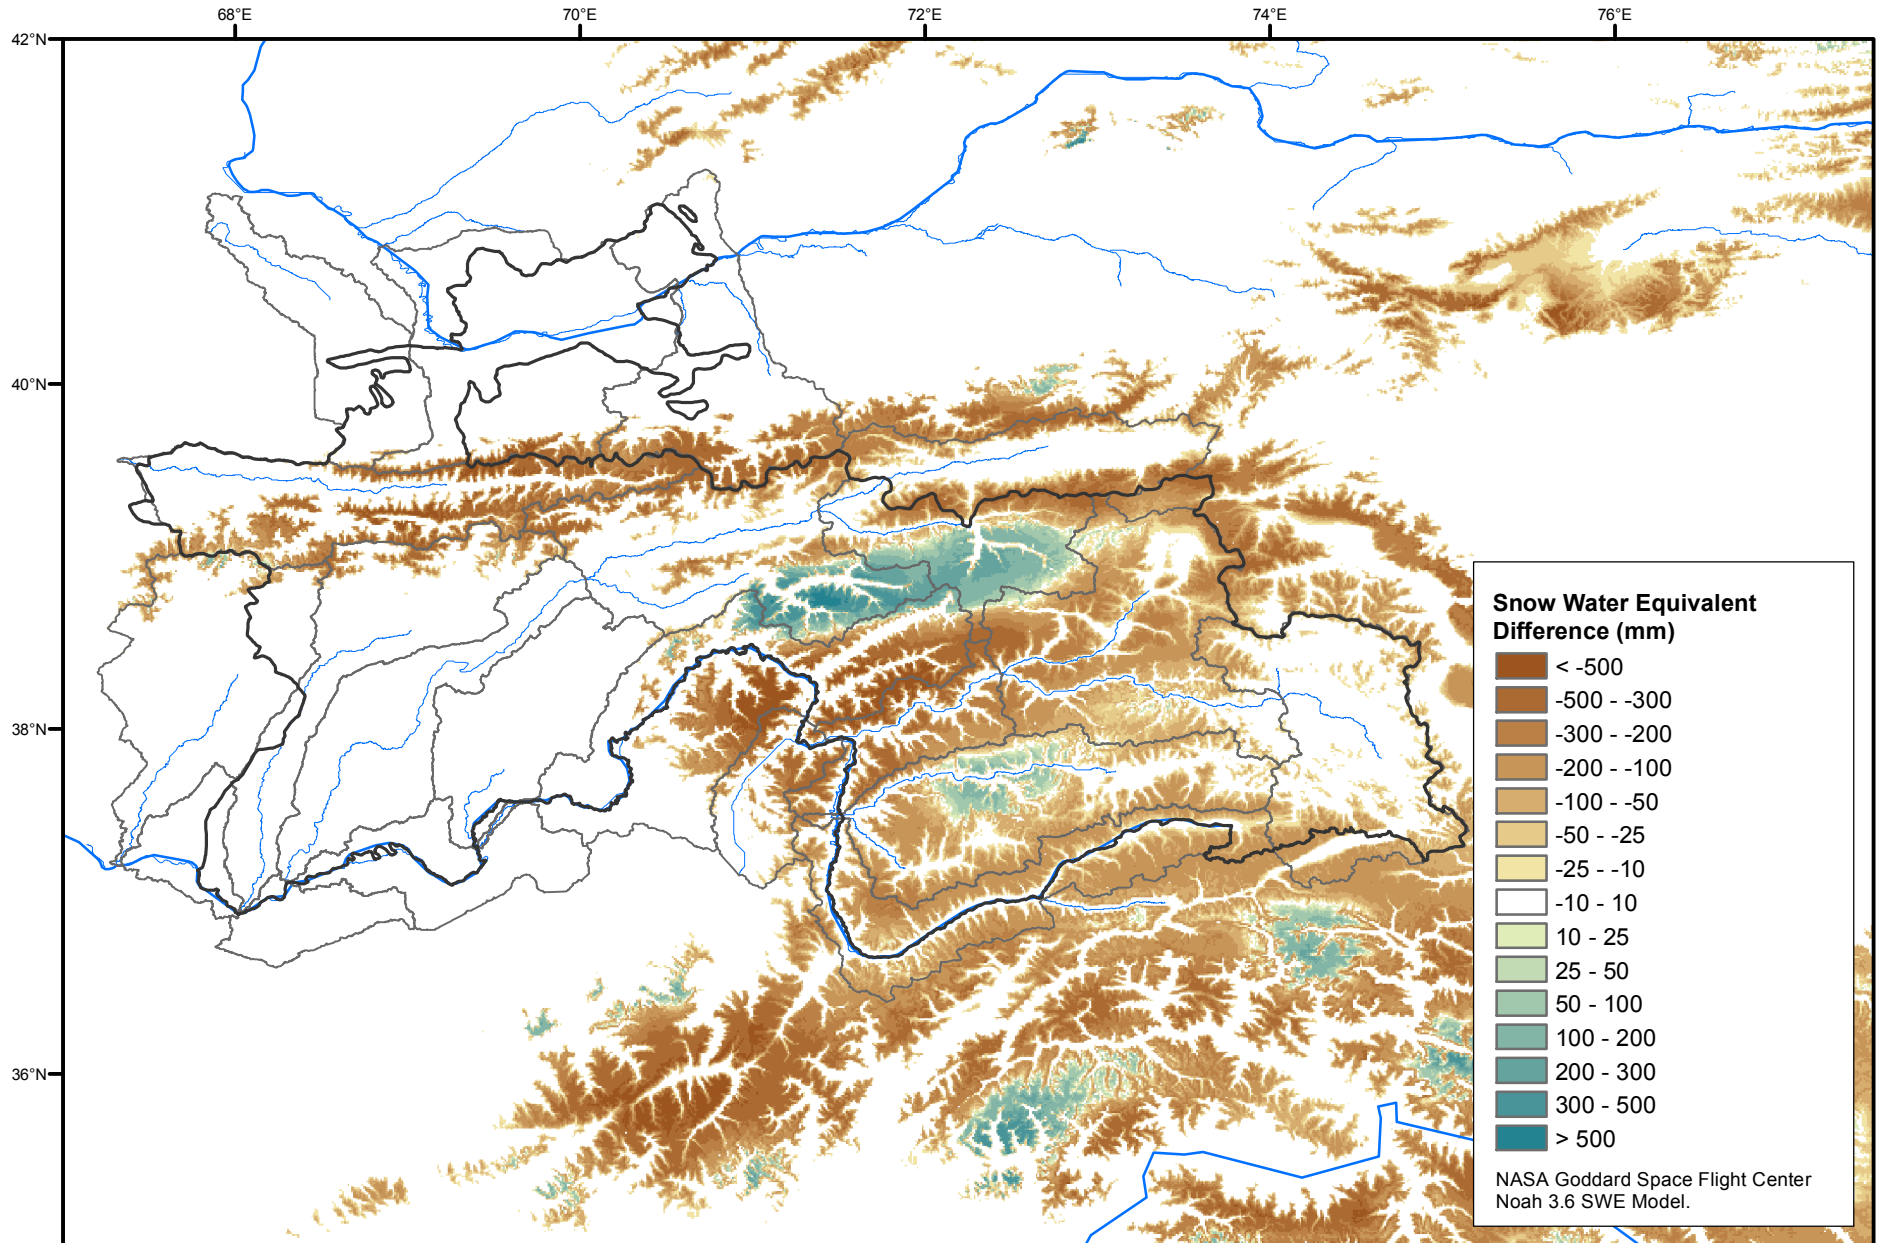 68°E 70°E 72°E 74°E 76°E
42°N
40°N
38°N
36°N
Snow Water Equivalent
Difference (mm)
< -500
-500 - -300
-300 - -200
-200 - -100
-100 - -50
-50 - -25
-25 - -10
-10 - 10
10 - 25
25 - 50
50 - 100
100 - 200
200 - 300
300 - 500
> 500
NASA Goddard Space Flight Center
Noah 3.6 SWE Model.